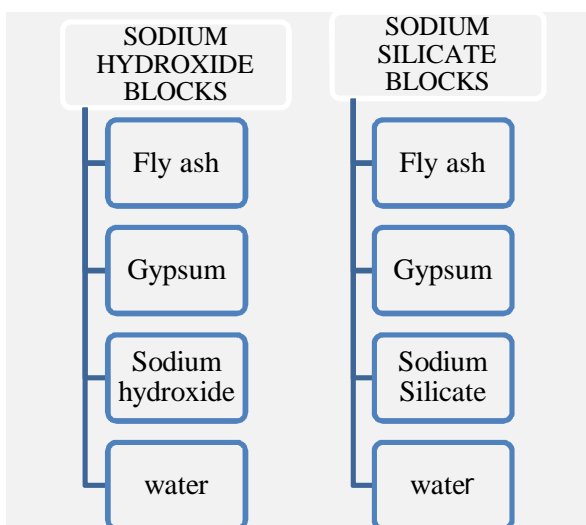 SODIUM
HYDROXIDE
BLOCKS
Fly ash
Gypsum
Sodium
hydroxide
water
SODIUM
SILICATE
BLOCKS
Fly ash
Gypsum
Sodium
Silicate
water